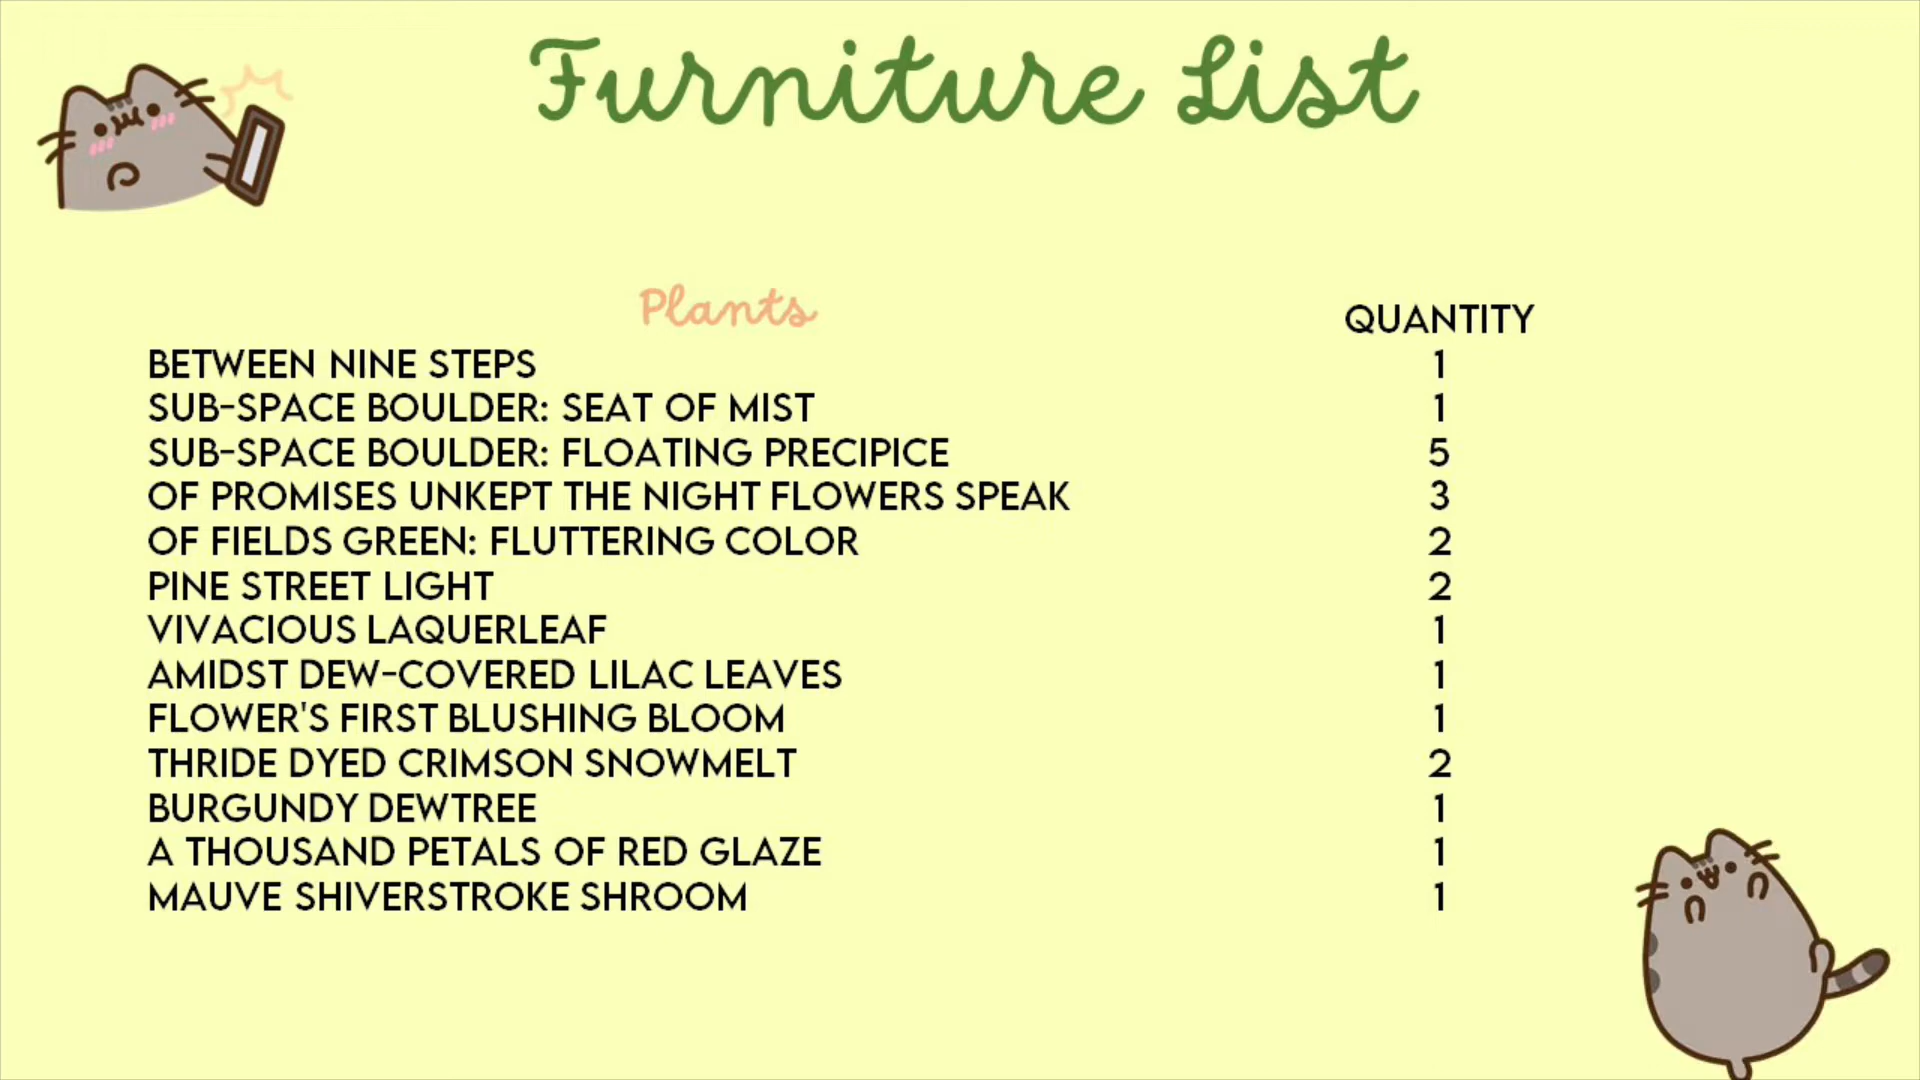 Furniture List
Plants
QUANTITY
BETWEEN NINE STEPS 1
SUB-SPACE BOULDER: SEAT OF MIST 1
SUB-SPACE BOULDER: FLOATING PRECIPICE 5
OF PROMISES UNKEPT THE NIGHT FLOWERS SPEAK 3
OF FIELDS GREEN: FLUTTERING COLOR 2
PINE STREET LIGHT 2
VIVACIOUS LAQUERLEAF 1
AMIDST DEW-COVERED LILAC LEAVES 1
FLOWER'S FIRST BLUSHING BLOOM 1
THRIDE DYED CRIMSON SNOWMELT 2
BURGUNDY DEWTREE 1
A THOUSAND PETALS OF RED GLAZE 1
MAUVE SHIVERSTROKE SHROOM 1